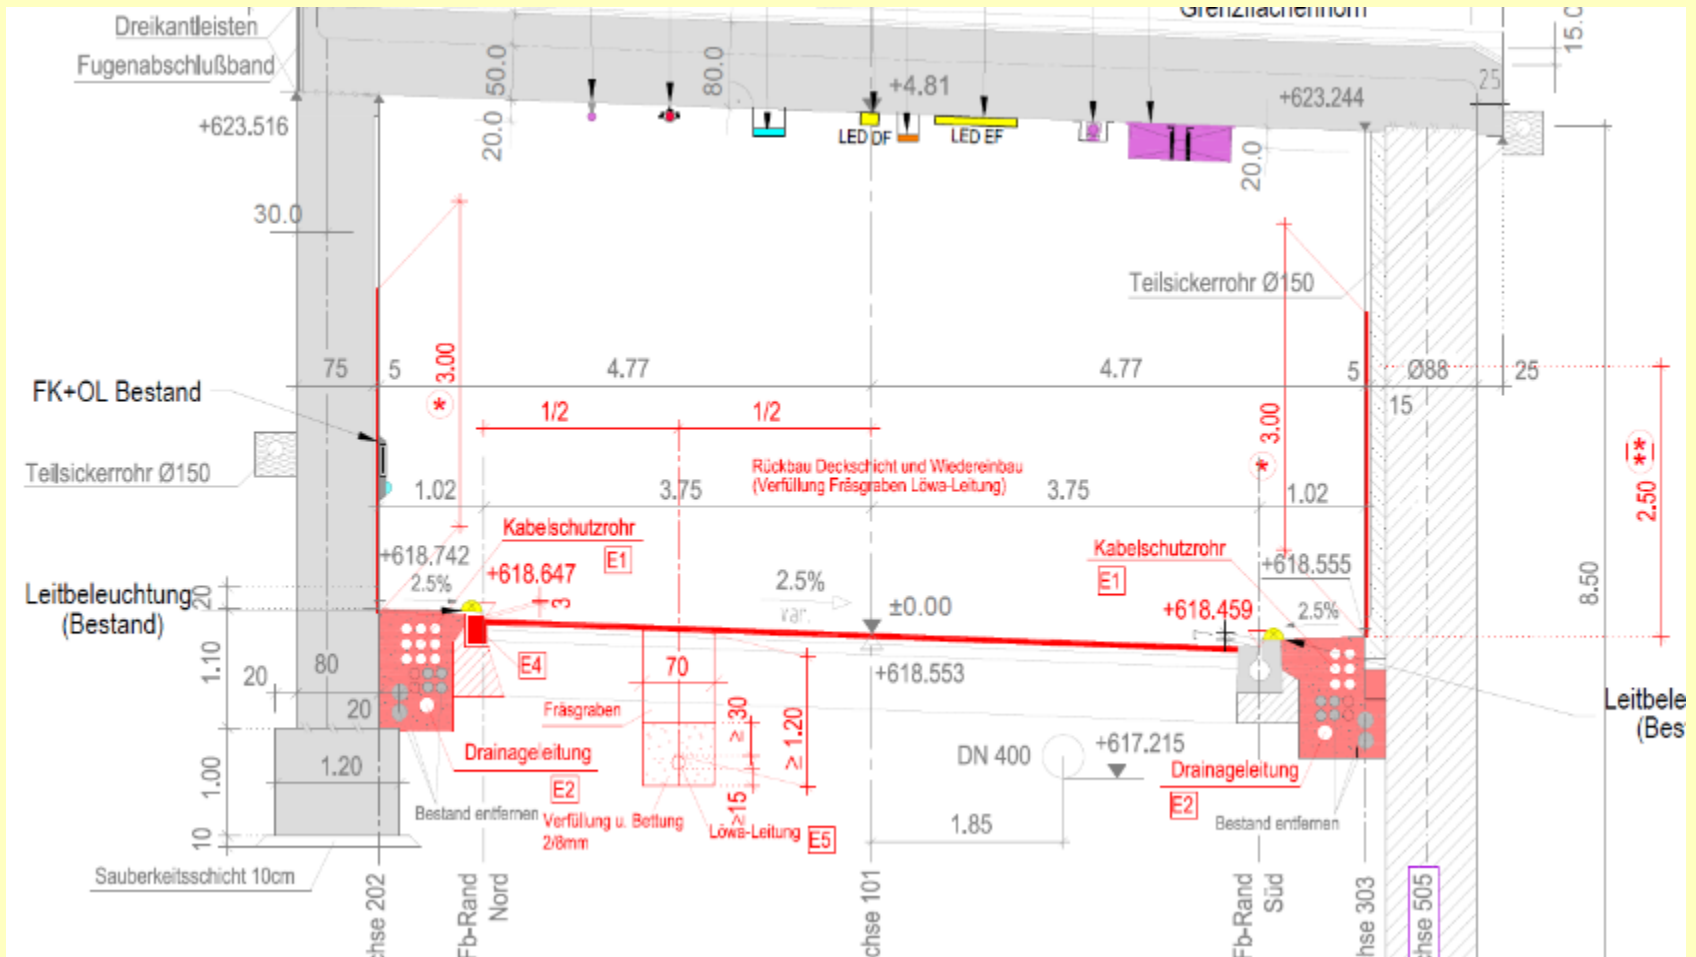 Grenzflächenhorn
Dreikantleisten
Fugenabschlußband
+623.516
50.0
20.0
80.0
+4.81
LED DF
LED EF
+623.244
25
15.0
20.0
30.0
Teilsickerrohr Ø150
75
5
3.00
*
4.77
4.77
5
Ø88
25
15
FK+OL Bestand
1/2
1/2
3.00
*
2.50
**
Teilsickerrohr Ø150
Rückbau Deckschicht und Wiedereinbau
(Verfüllung Fräsgraben Löwa-Leitung)
1.02
3.75
3.75
1.02
8.50
Kabelschutzrohr
E1
+618.742
2.5%
+618.647
3
Kabelschutzrohr
E1
+618.555
2.5%
+618.459
Leitbeleuchtung
(Bestand)
20
2.5%
var.
±0.00
+618.553
1.10
20
80
20
E4
70
Fräsgraben
≥ 30
≥ 1.20
≥15
Leitbele
(Bes
DN 400
+617.215
Drainageleitung
E2
Drainageleitung
E2
1.00
1.20
Bestand entfernen
Verfüllung u. Bettung
2/8mm
Löwa-Leitung
E5
1.85
Bestand entfernen
10
Sauberkeitsschicht 10cm
chse 202
Fb-Rand
Nord
chse 101
Fb-Rand
Süd
hse 303
chse 505